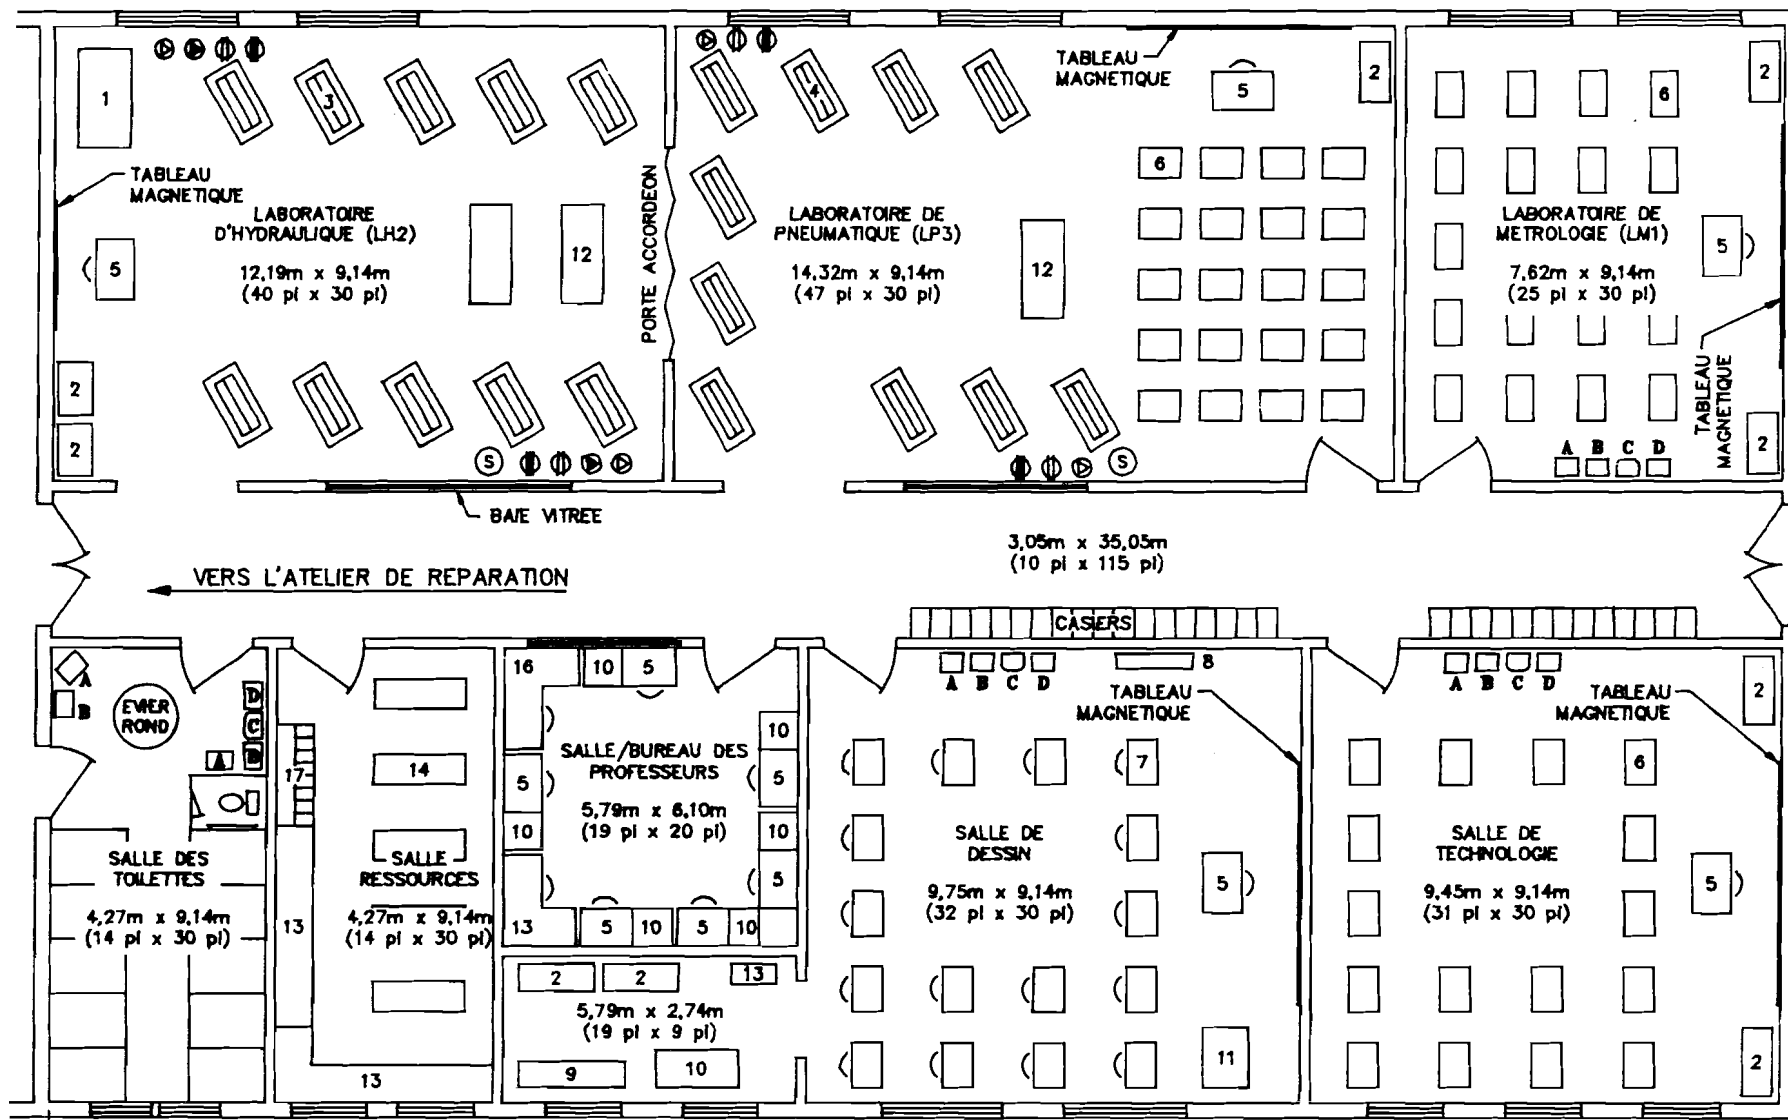 1
3
4
TABLEAU
MAGNETIQUE
5
2
6
2
TABLEAU
MAGNETIQUE
LABORATOIRE
D'HYDRAULIQUE (LH2)
12,19m x 9,14m
(40 pi x 30 pi)
5
12
PORTE ACCORDEON
LABORATOIRE DE
PNEUMATIQUE (LP3)
14,32m x 9,14m
(47 pi x 30 pi)
12
6
LABORATOIRE DE
METROLOGIE (LM1)
7,62m x 9,14m
(25 pi x 30 pi)
5
TABLEAU
MAGNETIQUE
2
2
S
S
A B C D
2
BAIE VITREE
3,05m x 35,05m
(10 pi x 115 pi)
VERS L'ATELIER DE REPARATION
CASIERS
A
B
EVIER
ROND
D
C
B
A
17
14
SALLE DES
TOILETTES
4,27m x 9,14m
(14 pi x 30 pi)
SALLE
RESSOURCES
4,27m x 9,14m
(14 pi x 30 pi)
13
13
16
10
5
10
SALLE/BUREAU DES
PROFESSEURS
5,79m x 6,10m
(19 pi x 20 pi)
5
5
10
10
5
13
5
10
5
10
2
2
13
5,79m x 2,74m
(19 pi x 9 pi)
9
10
A B C D
8
TABLEAU
MAGNETIQUE
7
SALLE DE
DESSIN
9,75m x 9,14m
(32 pi x 30 pi)
5
11
A B C D
TABLEAU
MAGNETIQUE
2
6
SALLE DE
TECHNOLOGIE
9,45m x 9,14m
(31 pi x 30 pi)
5
2